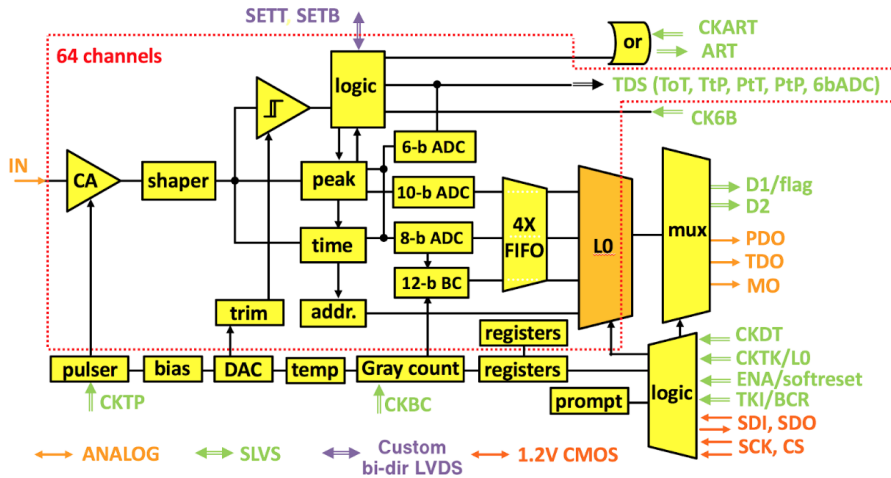 SETT, SETB
or
CKART
ART
64 channels
logic
TDS (ToT, TtP, PtT, PtP, 6bADC)
CK6B
6-b ADC
IN
CA
shaper
peak
10-b ADC
D1/flag
D2
4X
FIFO
L0
mux
time
8-b ADC
PDO
TDO
MO
12-b BC
trim
addr.
registers
CKDT
pulser
bias
DAC
temp
Gray count
registers
logic
CKTK/L0
ENA/softreset
TKI/BCR
CKTP
CKBC
prompt
SDI, SDO
SCK, CS
ANALOG
SLVS
Custom
bi-dir LVDS
1.2V CMOS